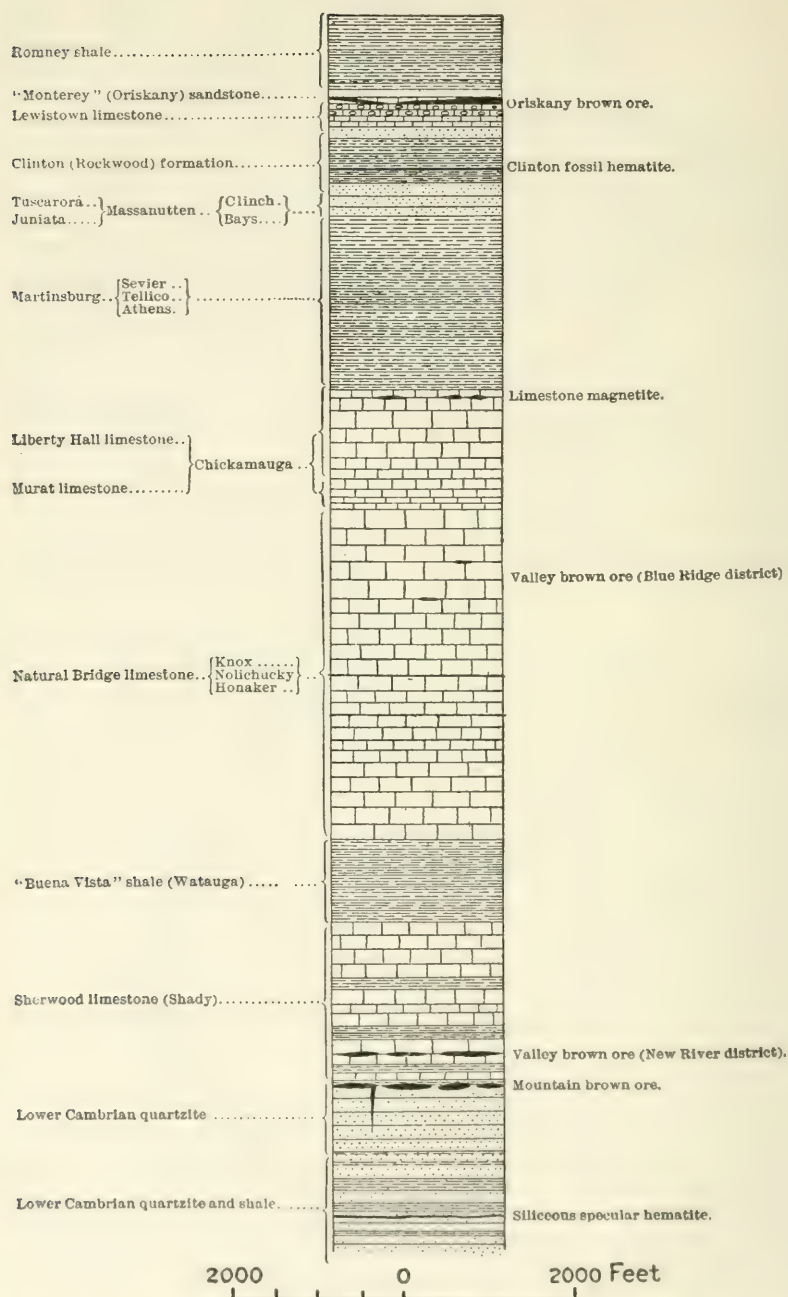 Romney shale
"Monterey" (Oriskany) sandstone
Oriskany brown ore.
Lewistown limestone
Clinton (Rockwood) formation
Clinton fossil hematite.
Tuscarora
Juniata
Massanutten
Clinch
Bays
Martinsburg
Sevier
Tellico
Athens.
Limestone magnetite.
Liberty Hall limestone
Murat limestone
Chickamauga
Valley brown ore (Blue Ridge district)
Natural Bridge limestone
Knox
Nolichucky
Honaker
"Buena Vista" shale (Watauga)
Sherwood limestone (Shady)
Valley brown ore (New River district).
Mountain brown ore.
Lower Cambrian quartzite
Lower Cambrian quartzite and shale.
Siliceous specular hematite.
2000 0 2000 Feet